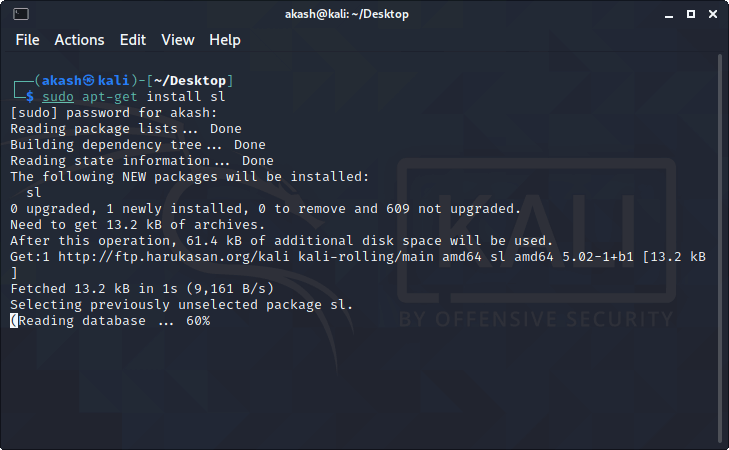 akash@kali: ~/Desktop
File Actions Edit View Help
┌──(akash㉿kali)-[~/Desktop]
└─$ sudo apt-get install sl
[sudo] password for akash:
Reading package lists... Done
Building dependency tree... Done
Reading state information... Done
The following NEW packages will be installed:
  sl
0 upgraded, 1 newly installed, 0 to remove and 609 not upgraded.
Need to get 13.2 kB of archives.
After this operation, 61.4 kB of additional disk space will be used.
Get:1 http://ftp.harukasan.org/kali kali-rolling/main amd64 sl amd64 5.02-1+b1 [13.2 kB
]
Fetched 13.2 kB in 1s (9,161 B/s)
Selecting previously unselected package sl.
(Reading database ... 60%
KALI
BY OFFENSIVE SECURITY